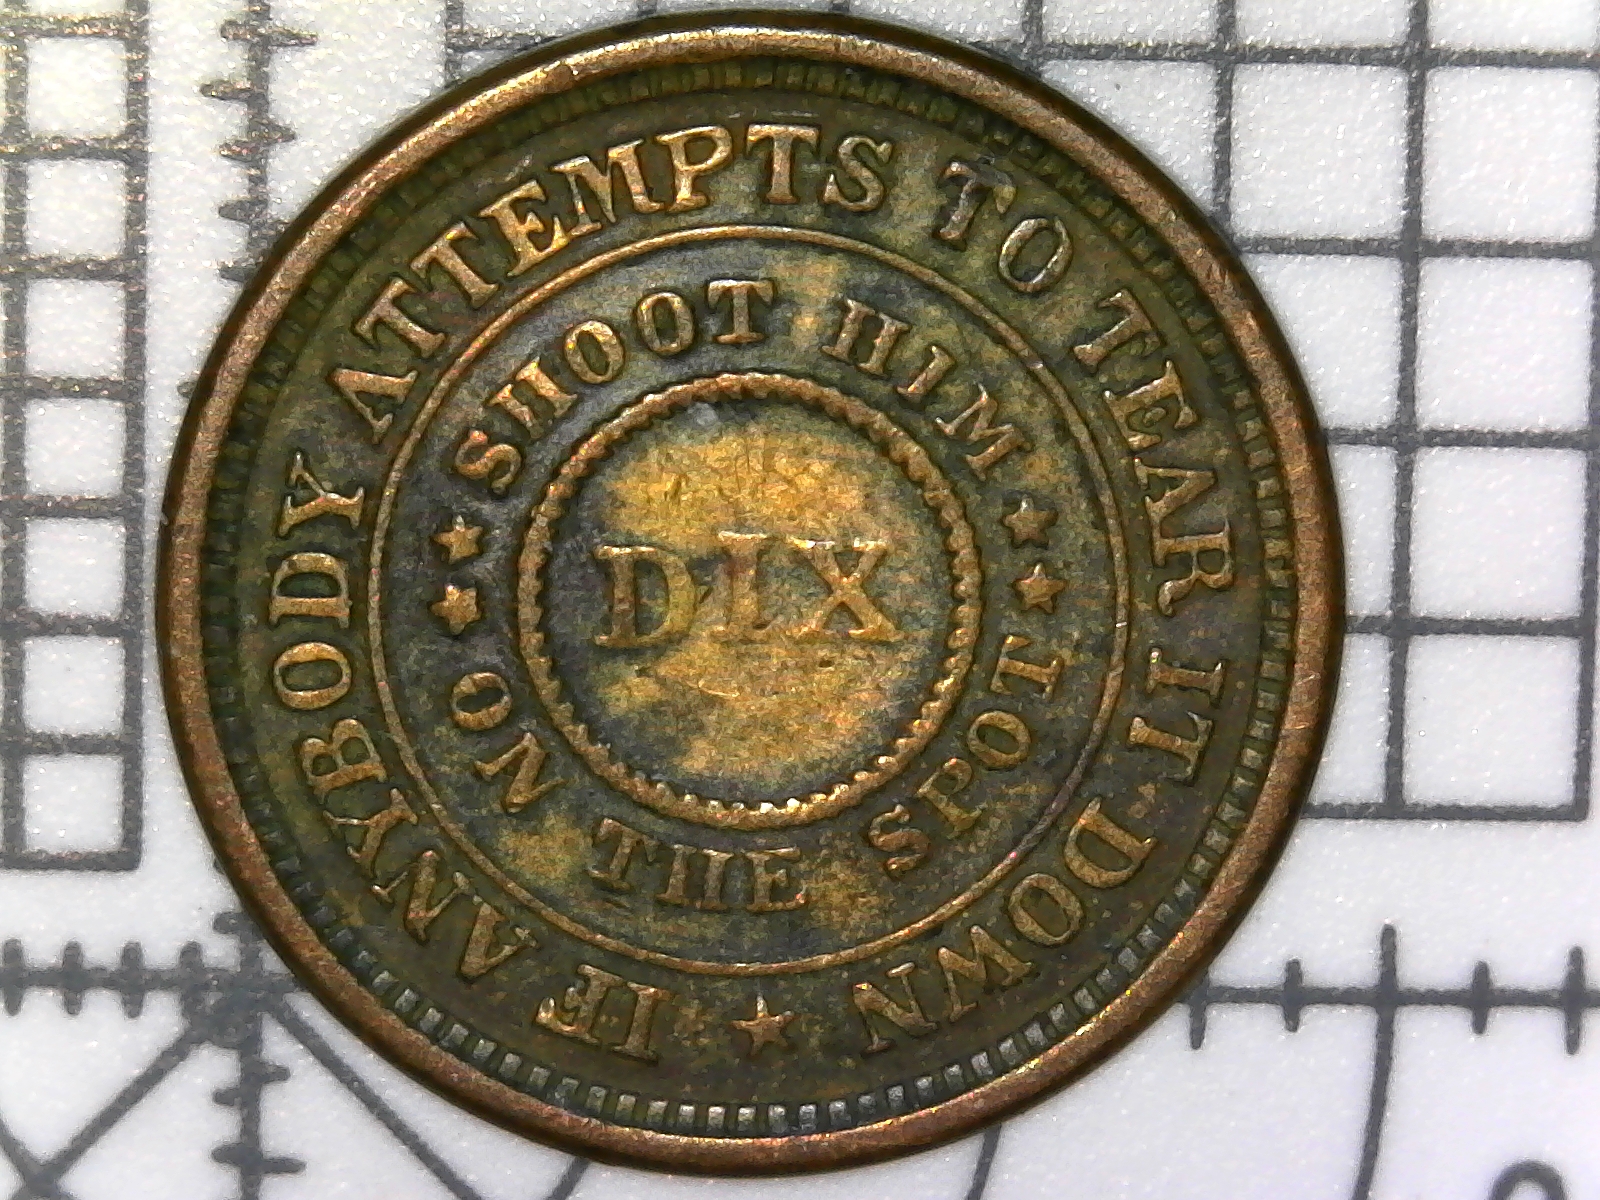 IF ANYBODY ATTEMPTS TO TEAR IT DOWN
SHOOT HIM
ON THE SPOT
DIX